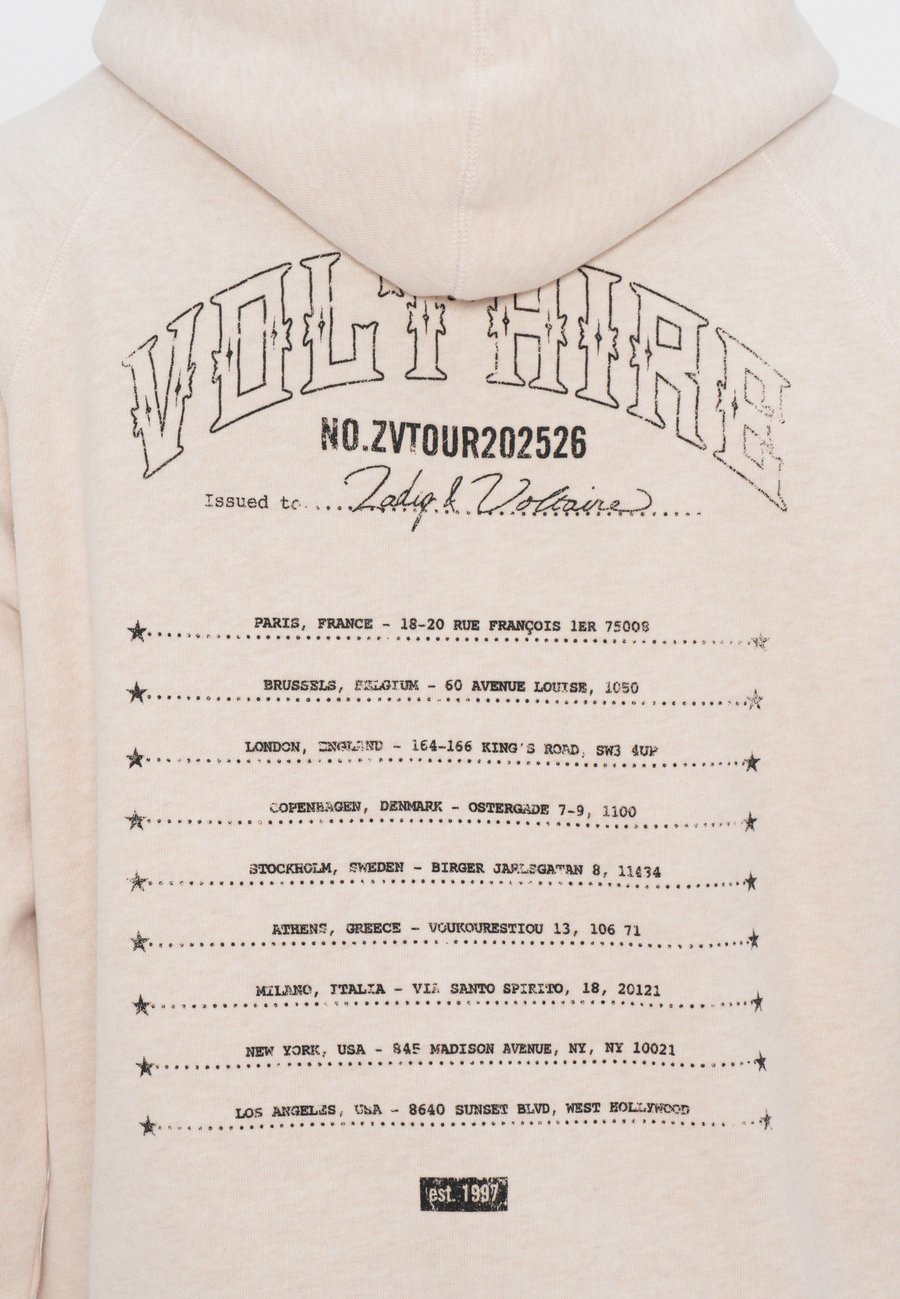 VOLTHIRE
NO.ZVTOUR202526
Issued to Zadig & Voltaire
PARIS, FRANCE - 18-20 RUE FRANÇOIS 1ER 75008
BRUSSELS, BELGIUM - 60 AVENUE LOUISE, 1050
LONDON, ENGLAND - 164-166 KING'S ROAD, SW3 4UP
COPENHAGEN, DENMARK - OSTERGADE 7-9, 1100
STOCKHOLM, SWEDEN - BIRGER JARLSGATAN 8, 11434
ATHENS, GREECE - VOUKOURESTIOU 13, 106 71
MILANO, ITALIA - VIA SANTO SPIRITO, 18, 20121
NEW YORK, USA - 845 MADISON AVENUE, NY, NY 10021
LOS ANGELES, USA - 8640 SUNSET BLVD, WEST HOLLYWOOD
est. 1997